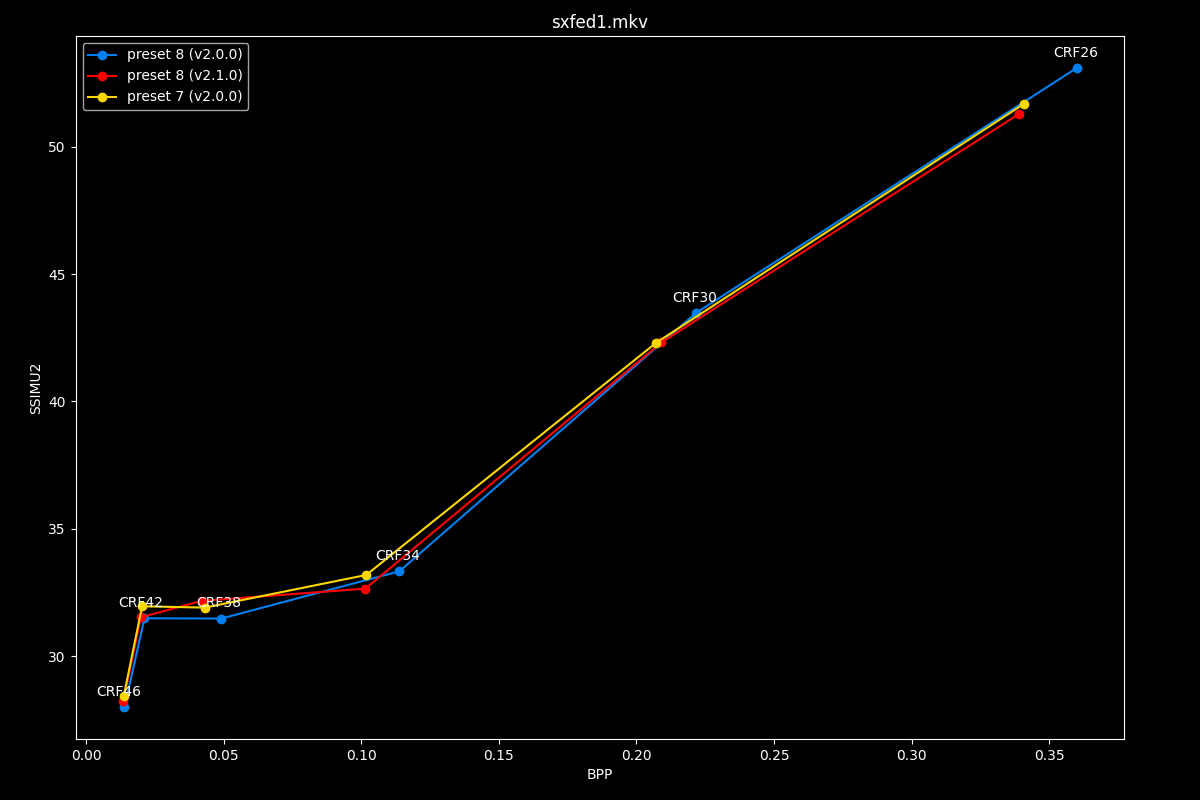 sxfed1.mkv
preset 8 (v2.0.0)
preset 8 (v2.1.0)
preset 7 (v2.0.0)
CRF26
CRF30
CRF34
CRF42
CRF38
CRF46
50
45
40
35
30
SSIMU2
0.00 0.05 0.10 0.15 0.20 0.25 0.30 0.35
BPP